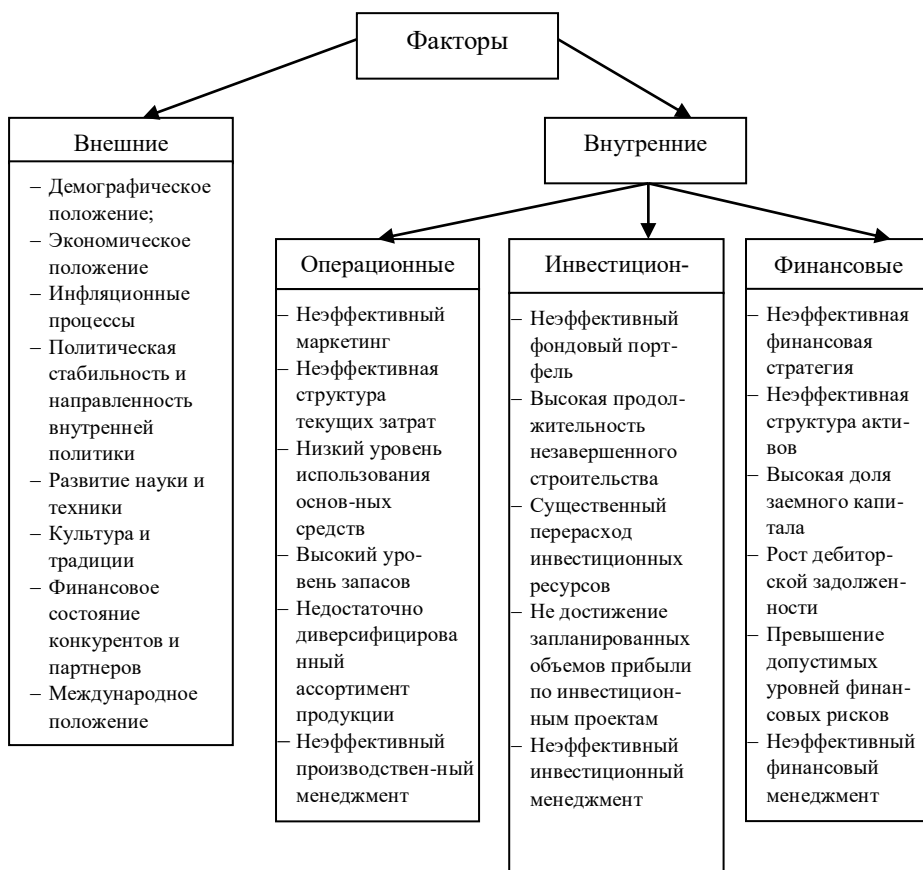 Факторы
Внешние
– Демографическое
положение;
– Экономическое
положение
– Инфляционные
процессы
– Политическая
стабильность и
направленность
внутренней
политики
– Развитие науки и
техники
– Культура и
традиции
– Финансовое
состояние
конкурентов и
партнеров
– Международное
положение
Внутренние
Операционные
– Неэффективный
маркетинг
– Неэффективная
структура
текущих затрат
– Низкий уровень
использования
основ-ных
средств
– Высокий уро-
вень запасов
– Недостаточно
диверсифицирова
нный
ассортимент
продукции
– Неэффективный
производствен-ный
менеджмент
Инвестицион-
– Неэффективный
фондовый порт-
фель
– Высокая продол-
жительность
незавершенного
строительства
– Существенный
перерасход
инвестиционных
ресурсов
– Не достижение
запланированных
объемов прибыли
по инвестицион-
ным проектам
– Неэффективный
инвестиционный
менеджмент
Финансовые
– Неэффективная
финансовая
стратегия
– Неэффективная
структура акти-
вов
– Высокая доля
заемного капи-
тала
– Рост дебитор-
ской задолжен-
ности
– Превышение
допустимых
уровней финан-
совых рисков
– Неэффективный
финансовый
менеджмент